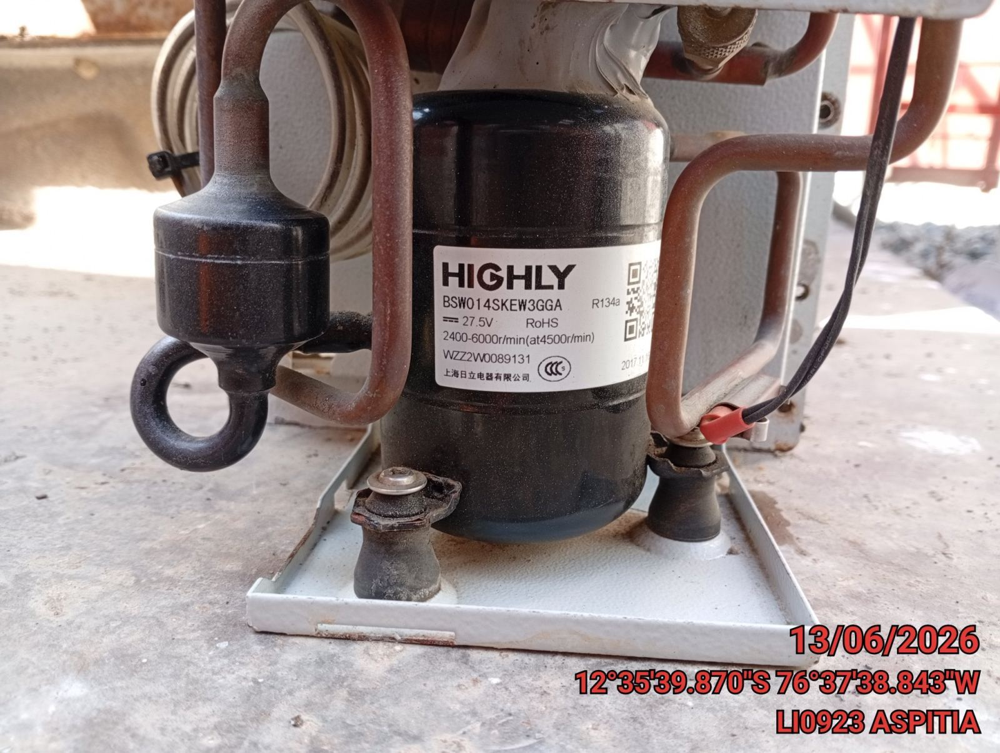 HIGHLY
BSW014SKEW3GGA R134a
27.5V RoHS
2400-6000r/min(at4500r/min)
WZZ2W0089131
上海日立电器有限公司 CCC S
13/06/2026
12°35'39.870"S 76°37'38.843"W
LI0923 ASPITIA